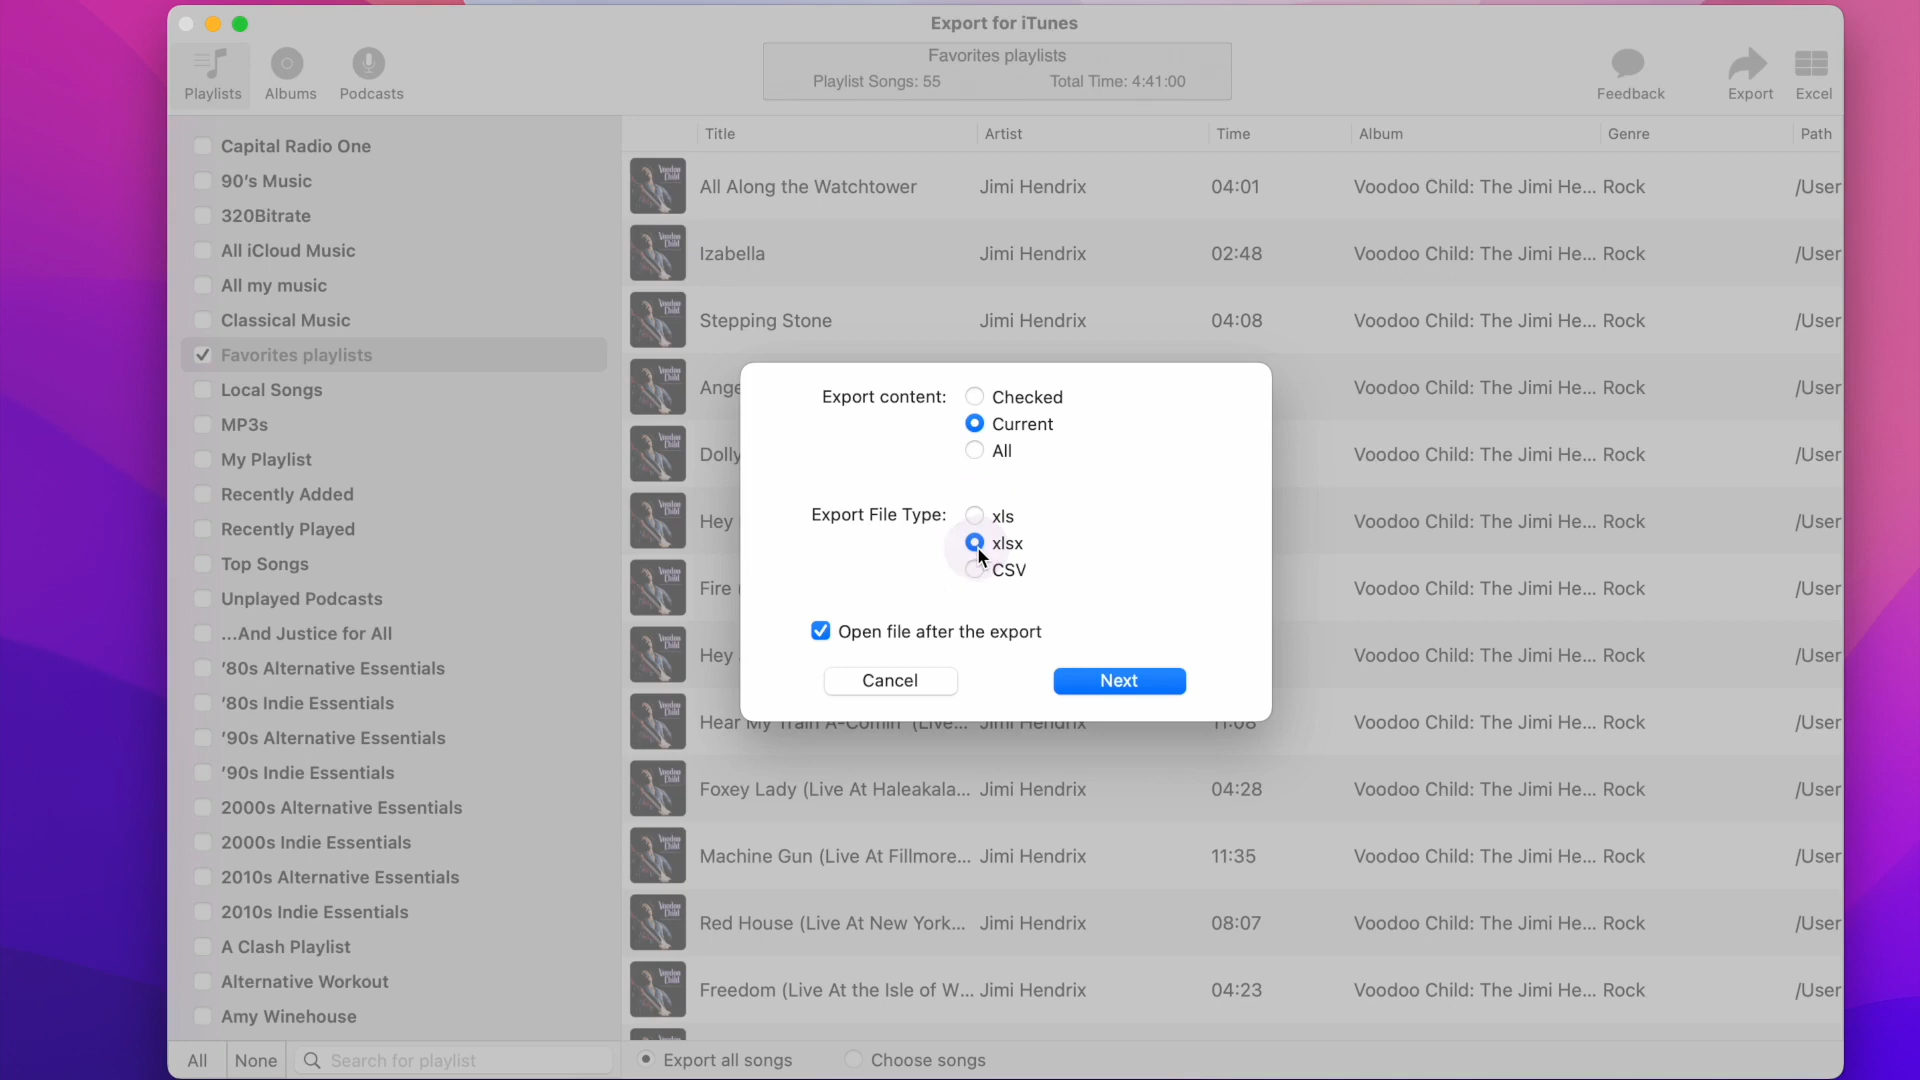 Export for iTunes
Playlists
Albums
Podcasts
Favorites playlists
Playlist Songs: 55
Total Time: 4:41:00
Feedback
Export
Excel
Capital Radio One
90's Music
320Bitrate
All iCloud Music
All my music
Classical Music
Favorites playlists
Local Songs
MP3s
My Playlist
Recently Added
Recently Played
Top Songs
Unplayed Podcasts
...And Justice for All
'80s Alternative Essentials
'80s Indie Essentials
'90s Alternative Essentials
'90s Indie Essentials
2000s Alternative Essentials
2000s Indie Essentials
2010s Alternative Essentials
2010s Indie Essentials
A Clash Playlist
Alternative Workout
Amy Winehouse
All
None
Search for playlist
Title Artist Time Album Genre Path
All Along the Watchtower Jimi Hendrix 04:01 Voodoo Child: The Jimi He... Rock /User
Izabella Jimi Hendrix 02:48 Voodoo Child: The Jimi He... Rock /User
Stepping Stone Jimi Hendrix 04:08 Voodoo Child: The Jimi He... Rock /User
Ange Voodoo Child: The Jimi He... Rock /User
Dolly Voodoo Child: The Jimi He... Rock /User
Hey Voodoo Child: The Jimi He... Rock /User
Fire Voodoo Child: The Jimi He... Rock /User
Hey Voodoo Child: The Jimi He... Rock /User
Hear My Train A-Comin' (Live... Jimi Hendrix 11:08 Voodoo Child: The Jimi He... Rock /User
Foxey Lady (Live At Haleakala... Jimi Hendrix 04:28 Voodoo Child: The Jimi He... Rock /User
Machine Gun (Live At Fillmore... Jimi Hendrix 11:35 Voodoo Child: The Jimi He... Rock /User
Red House (Live At New York... Jimi Hendrix 08:07 Voodoo Child: The Jimi He... Rock /User
Freedom (Live At the Isle of W... Jimi Hendrix 04:23 Voodoo Child: The Jimi He... Rock /User
Export all songs
Choose songs
Export content: Checked
Current
All
Export File Type: xls
xlsx
CSV
Open file after the export
Cancel
Next